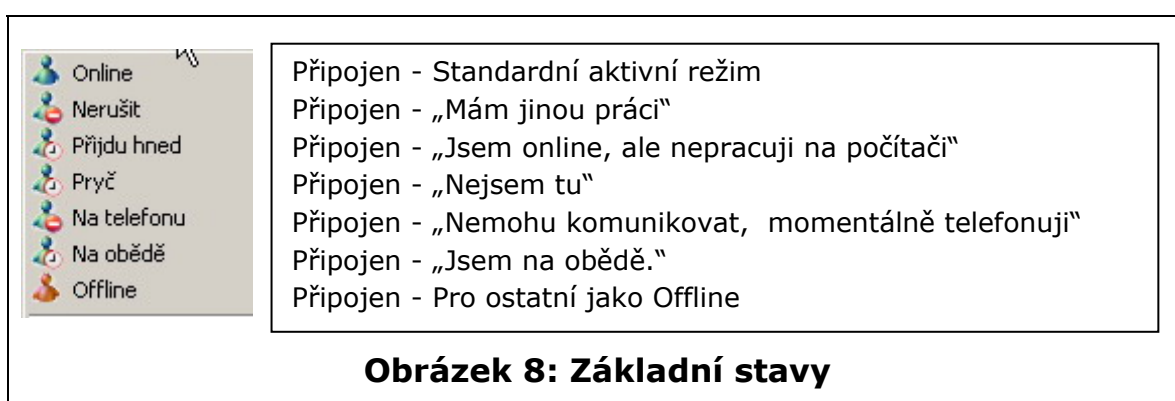 Online
Nerušit
Přijdu hned
Pryč
Na telefonu
Na obědě
Offline
Připojen - Standardní aktivní režim
Připojen - „Mám jinou práci“
Připojen - „Jsem online, ale nepracuji na počítači“
Připojen - „Nejsem tu“
Připojen - „Nemohu komunikovat, momentálně telefonuji“
Připojen - „Jsem na obědě.“
Připojen - Pro ostatní jako Offline
Obrázek 8: Základní stavy